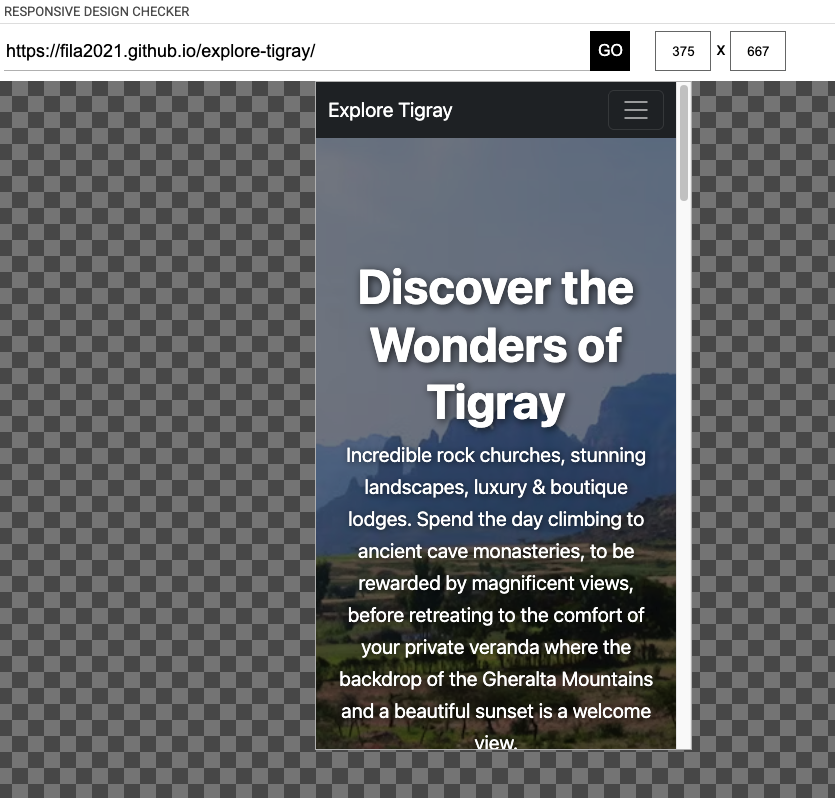 RESPONSIVE DESIGN CHECKER
https://fila2021.github.io/explore-tigray/ GO 375 x 667
Explore Tigray
Discover the
Wonders of
Tigray
Incredible rock churches, stunning
landscapes, luxury & boutique
lodges. Spend the day climbing to
ancient cave monasteries, to be
rewarded by magnificent views,
before retreating to the comfort of
your private veranda where the
backdrop of the Gheralta Mountains
and a beautiful sunset is a welcome
view.